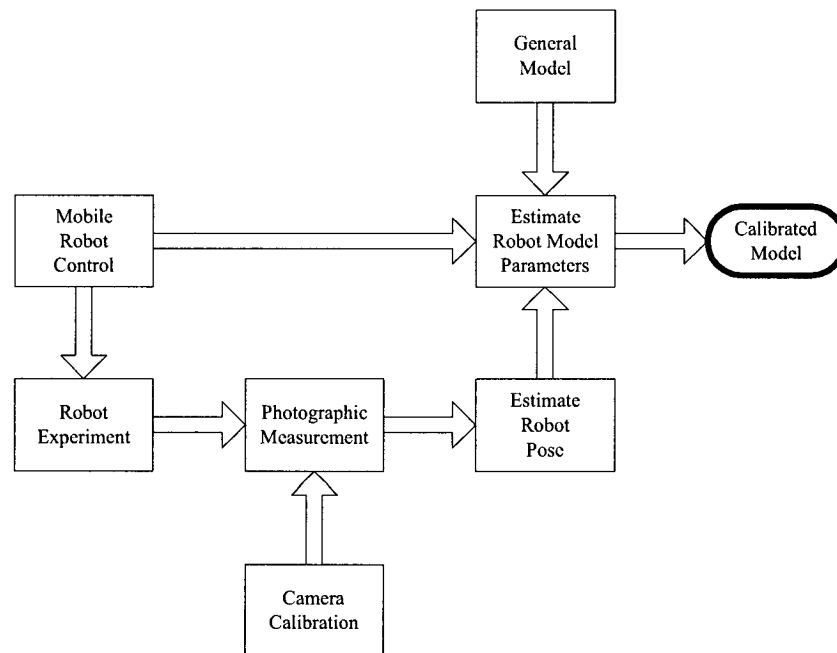 General
Model
Mobile
Robot
Control
Estimate
Robot Model
Parameters
Calibrated
Model
Robot
Experiment
Photographic
Measurement
Estimate
Robot
Pose
Camera
Calibration